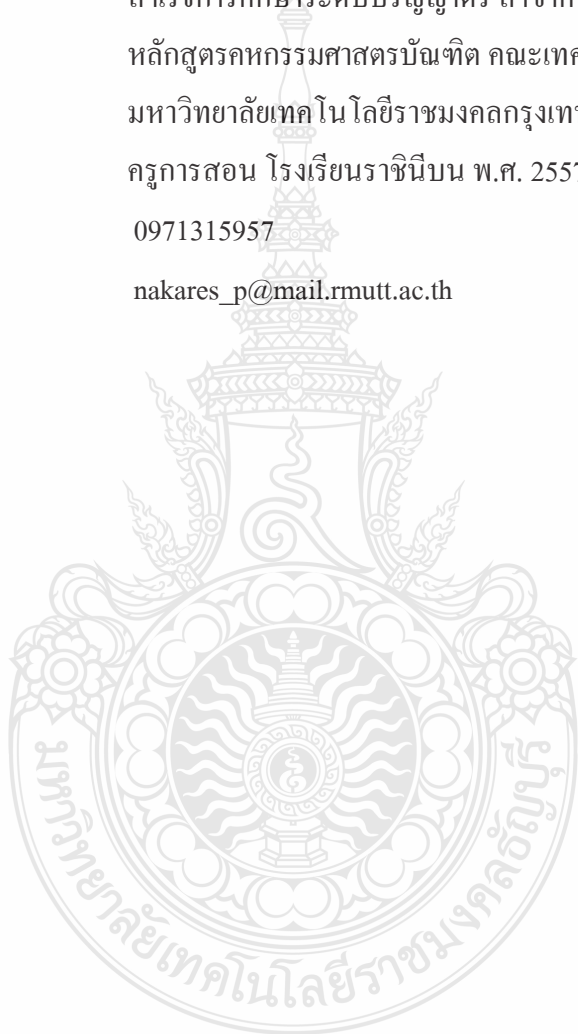 หลักสูตรคหกรรมศาสตรบัณฑิต คณะเทค
มหาวิทยาลัยเทคโนโลยีราชมงคลกรุงเท
ครูการสอน โรงเรียนราชินีบน พ.ศ. 2557
0971315957
nakares_p@mail.rmutt.ac.th
มหาวิทยาลัยเทคโนโลยีราชมงคลธัญบุรี